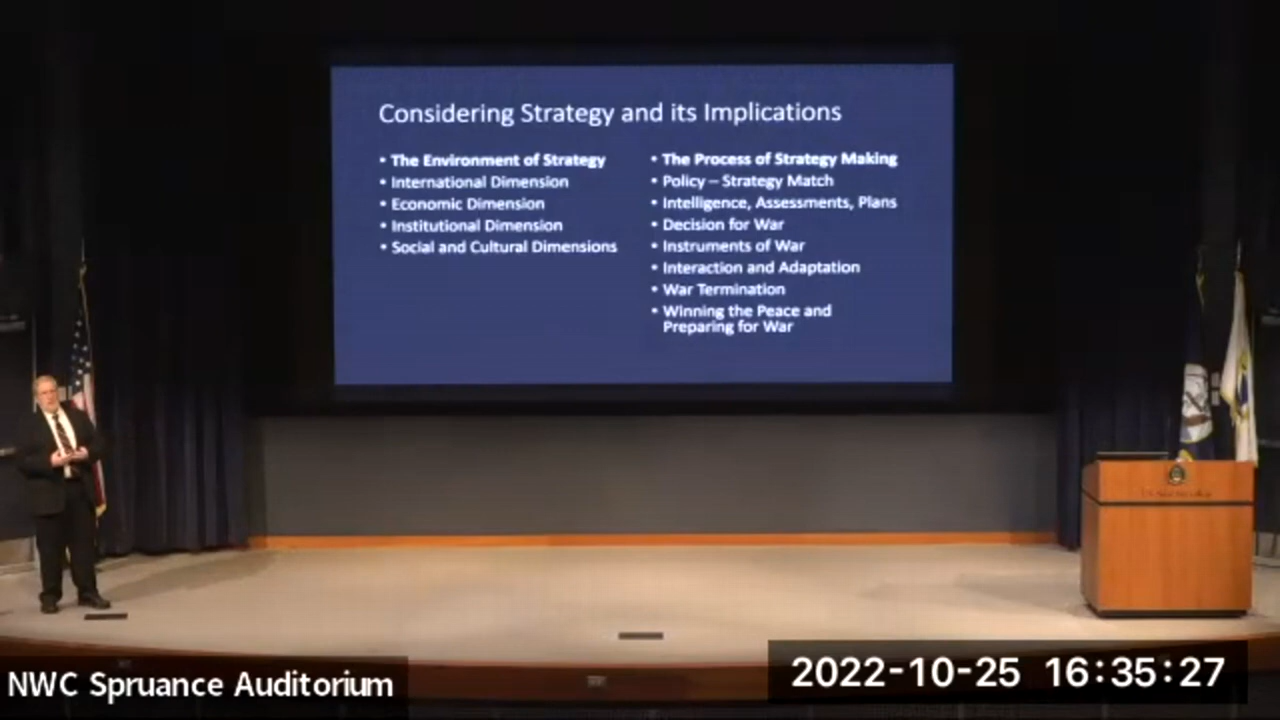 Considering Strategy and its Implications
• The Environment of Strategy
• International Dimension
• Economic Dimension
• Institutional Dimension
• Social and Cultural Dimensions
• The Process of Strategy Making
• Policy – Strategy Match
• Intelligence, Assessments, Plans
• Decision for War
• Instruments of War
• Interaction and Adaptation
• War Termination
• Winning the Peace and
Preparing for War
NWC Spruance Auditorium
2022-10-25 16:35:27